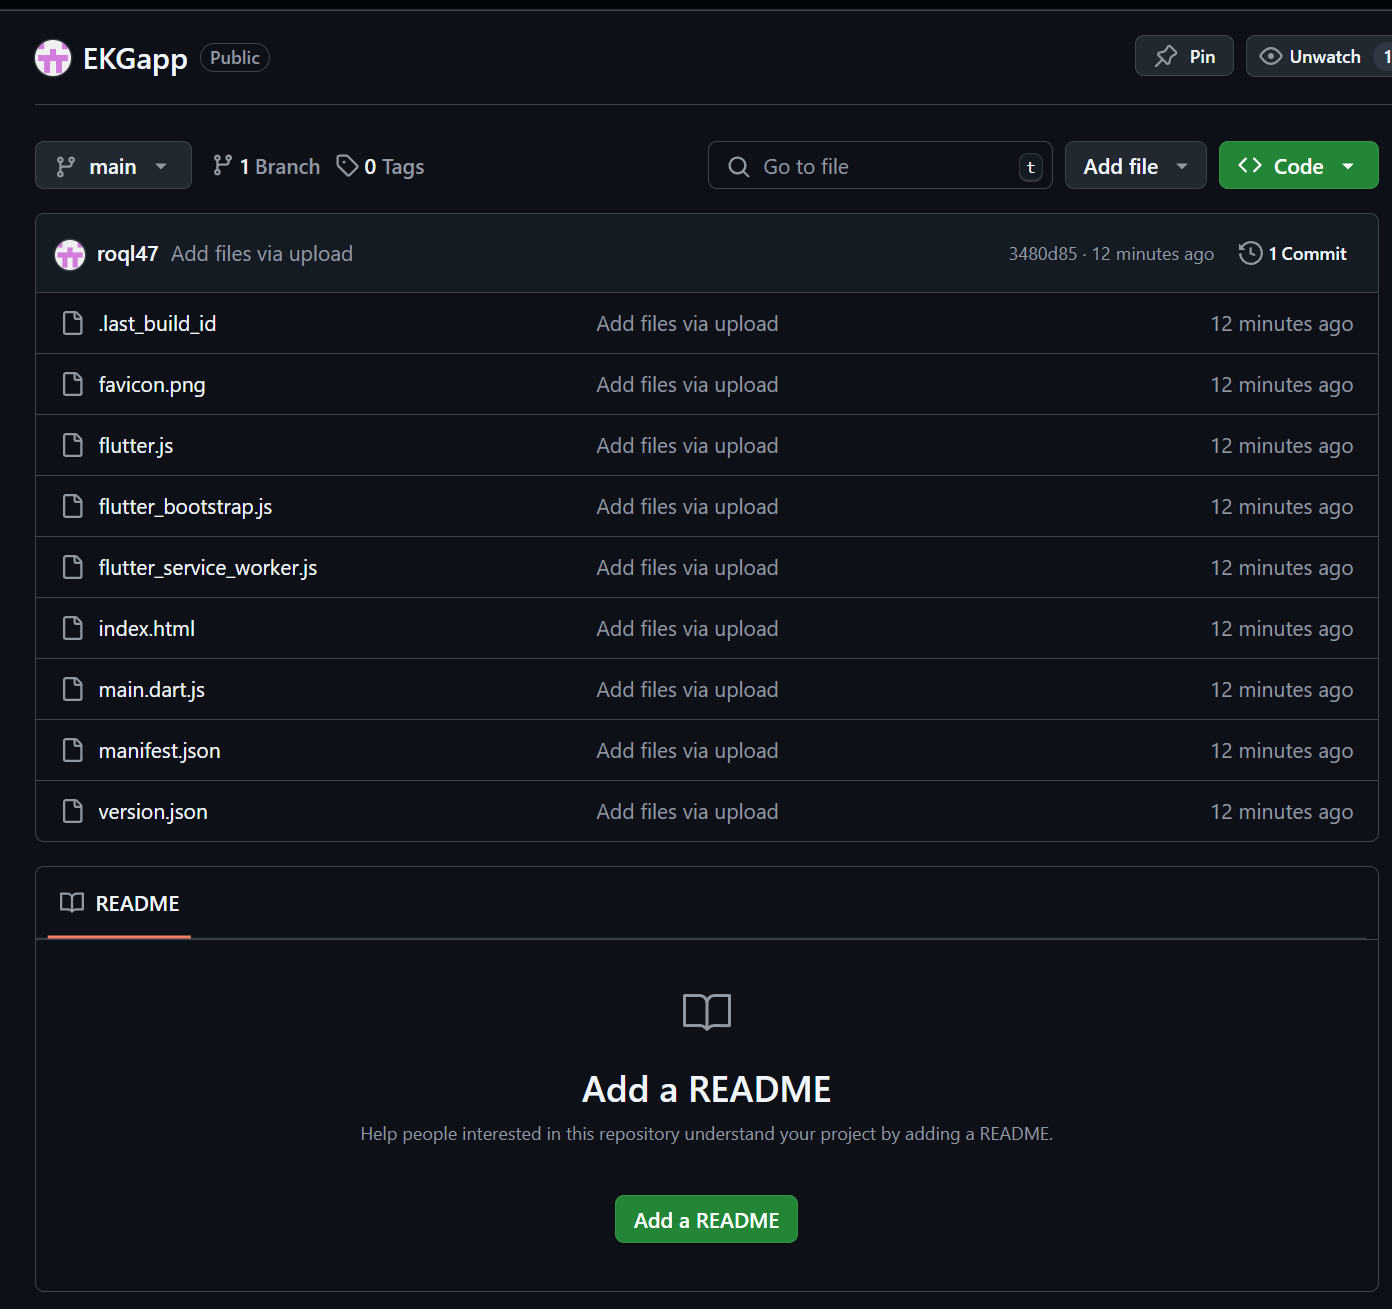 EKGapp Public Pin Unwatch 1
main 1 Branch 0 Tags Go to file t Add file Code
roql47 Add files via upload 3480d85 · 12 minutes ago 1 Commit
.last_build_id Add files via upload 12 minutes ago
favicon.png Add files via upload 12 minutes ago
flutter.js Add files via upload 12 minutes ago
flutter_bootstrap.js Add files via upload 12 minutes ago
flutter_service_worker.js Add files via upload 12 minutes ago
index.html Add files via upload 12 minutes ago
main.dart.js Add files via upload 12 minutes ago
manifest.json Add files via upload 12 minutes ago
version.json Add files via upload 12 minutes ago
README
Add a README
Help people interested in this repository understand your project by adding a README.
Add a README